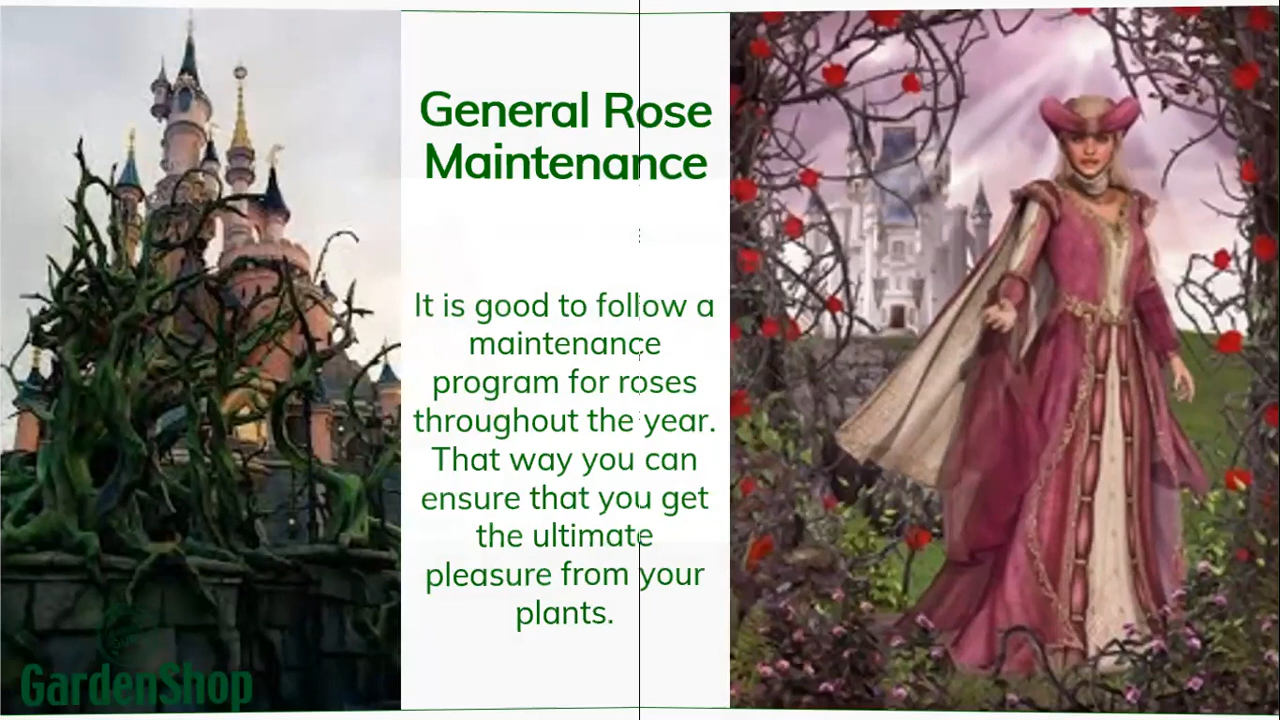 General Rose
Maintenance
It is good to follow a
maintenance
program for roses
throughout the year.
That way you can
ensure that you get
the ultimate
pleasure from your
plants.
GardenShop